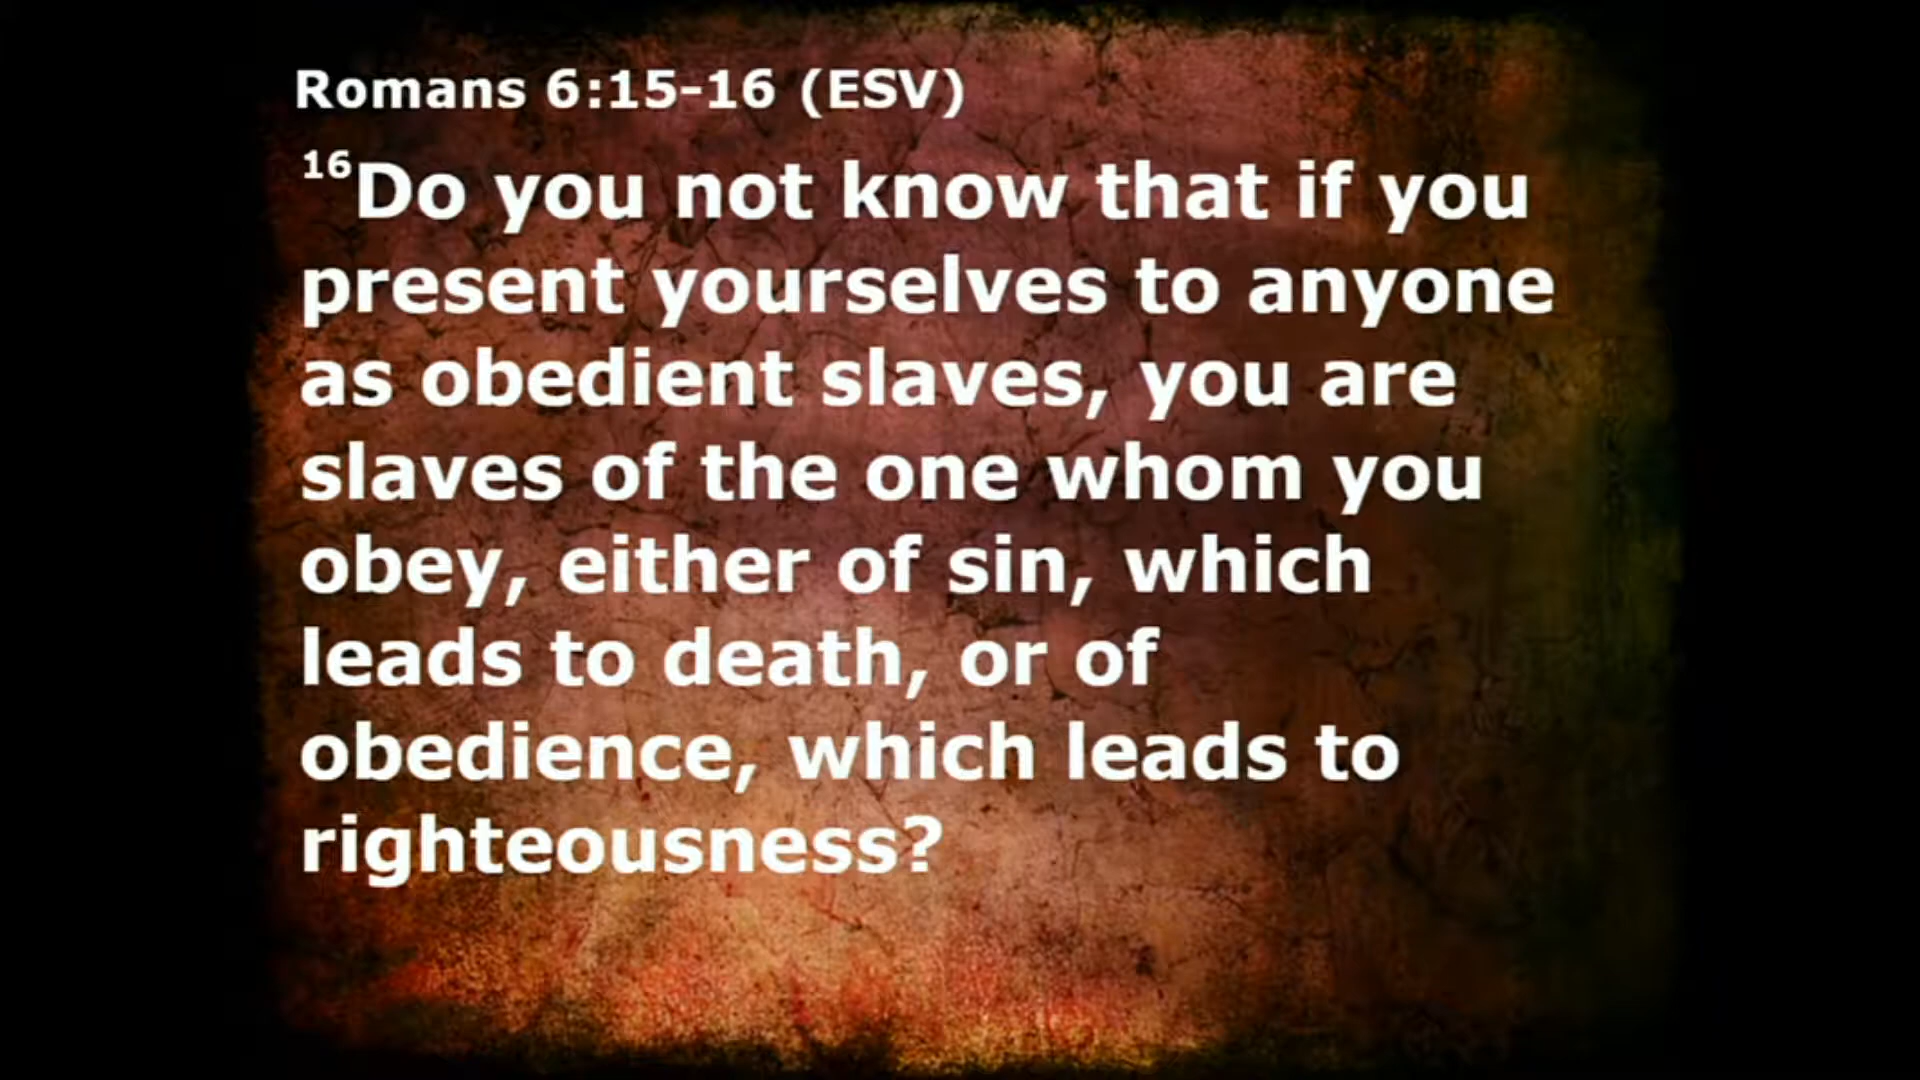 Romans 6:15-16 (ESV)
16Do you not know that if you
present yourselves to anyone
as obedient slaves, you are
slaves of the one whom you
obey, either of sin, which
leads to death, or of
obedience, which leads to
righteousness?